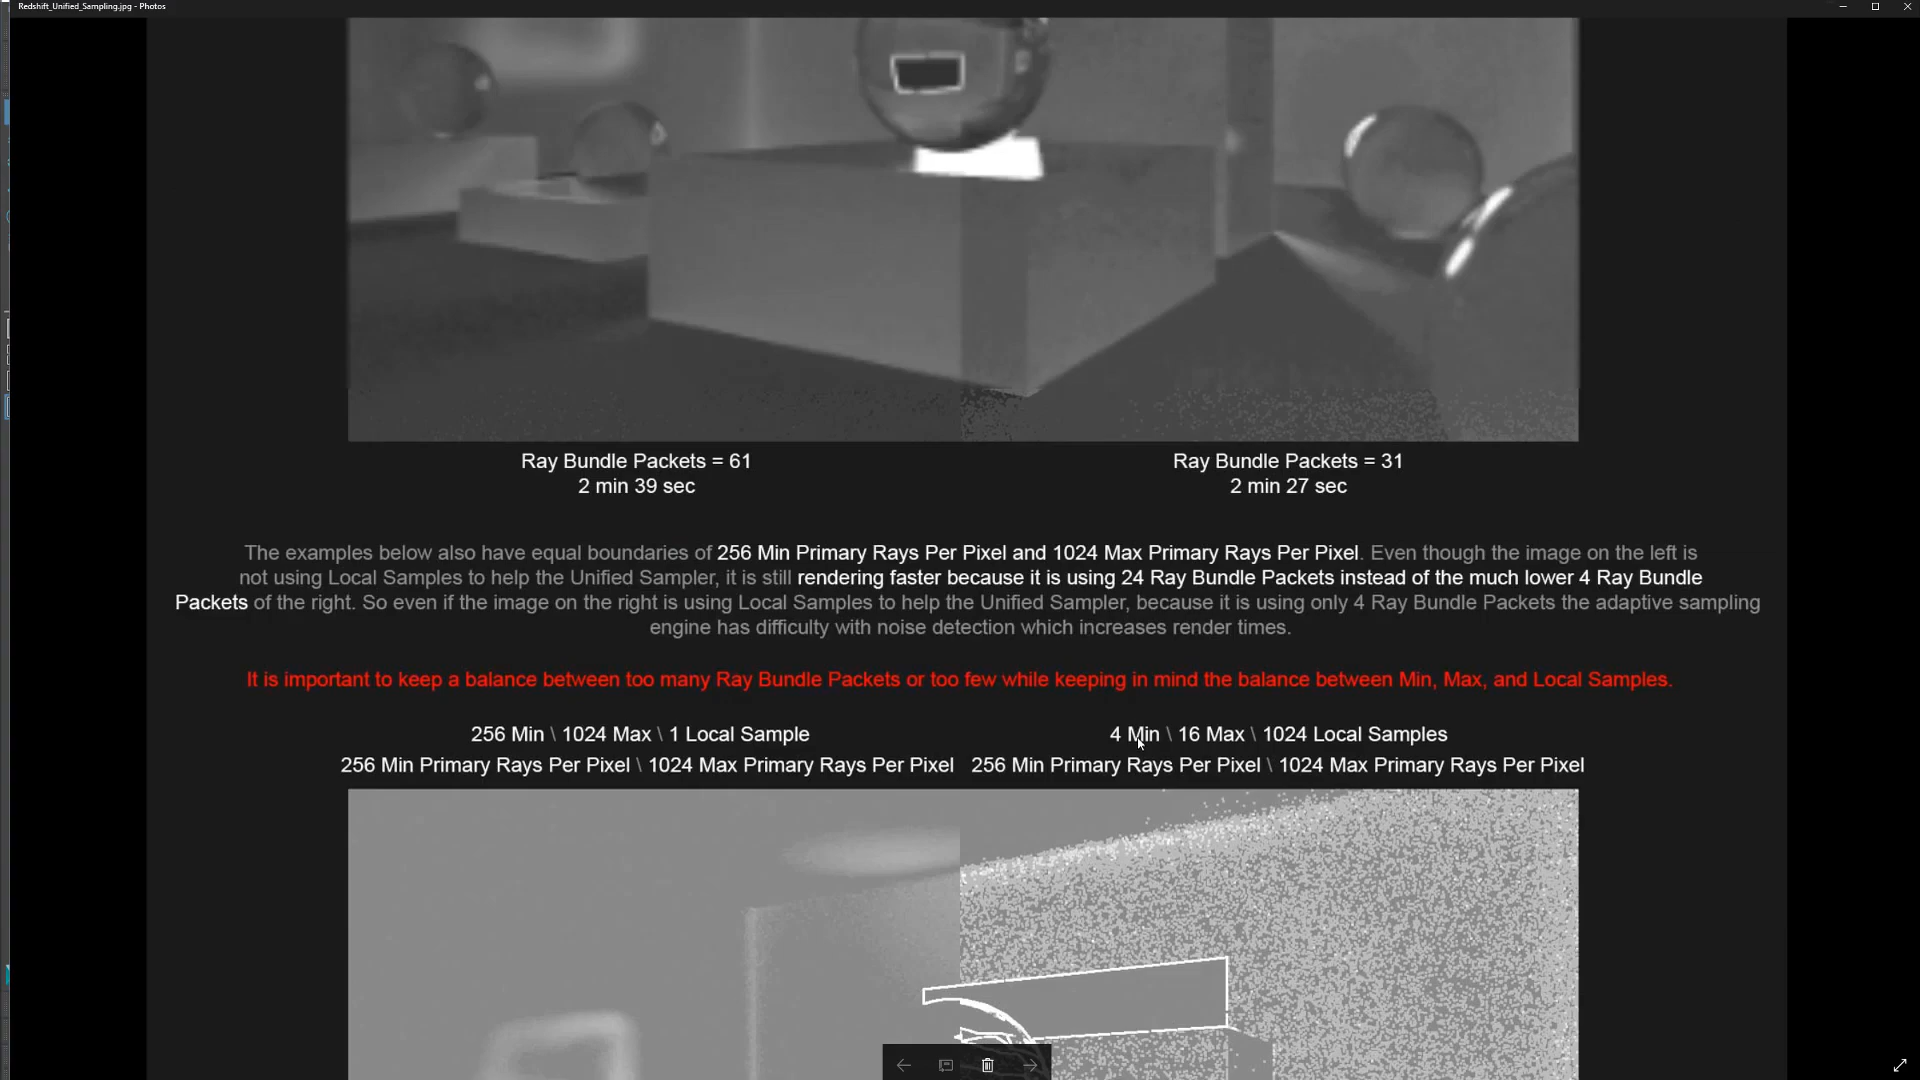 Redshift_Unified_Sampling.jpg - Photos
Ray Bundle Packets = 61
2 min 39 sec
Ray Bundle Packets = 31
2 min 27 sec
The examples below also have equal boundaries of 256 Min Primary Rays Per Pixel and 1024 Max Primary Rays Per Pixel. Even though the image on the left is
not using Local Samples to help the Unified Sampler, it is still rendering faster because it is using 24 Ray Bundle Packets instead of the much lower 4 Ray Bundle
Packets of the right. So even if the image on the right is using Local Samples to help the Unified Sampler, because it is using only 4 Ray Bundle Packets the adaptive sampling
engine has difficulty with noise detection which increases render times.
It is important to keep a balance between too many Ray Bundle Packets or too few while keeping in mind the balance between Min, Max, and Local Samples.
256 Min \ 1024 Max \ 1 Local Sample
256 Min Primary Rays Per Pixel \ 1024 Max Primary Rays Per Pixel
4 Min \ 16 Max \ 1024 Local Samples
256 Min Primary Rays Per Pixel \ 1024 Max Primary Rays Per Pixel